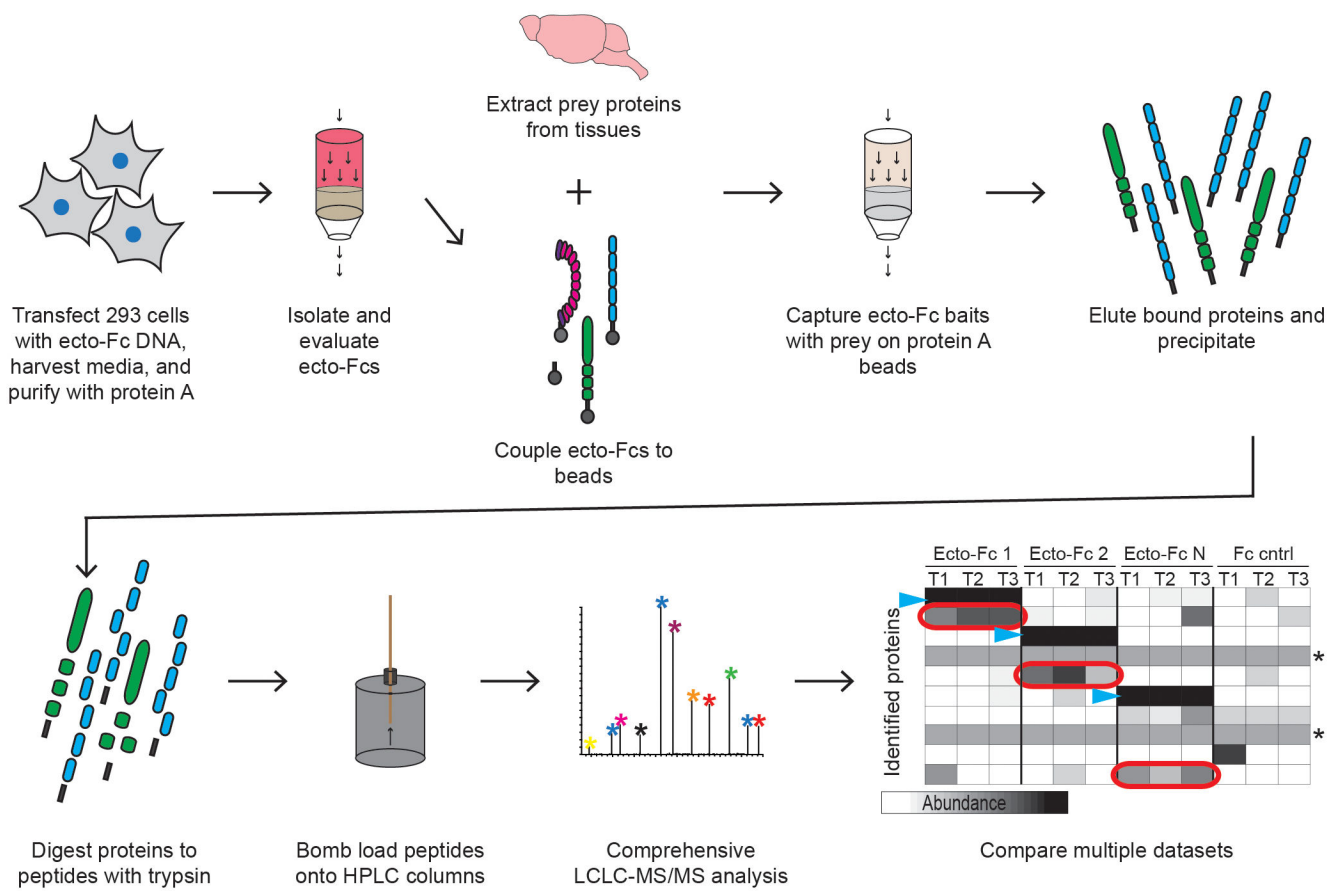 Extract prey proteins
from tissues
+
Transfect 293 cells
with ecto-Fc DNA,
harvest media, and
purify with protein A
Isolate and
evaluate
ecto-Fcs
Couple ecto-Fcs to
beads
Capture ecto-Fc baits
with prey on protein A
beads
Elute bound proteins and
precipitate
Digest proteins to
peptides with trypsin
Bomb load peptides
onto HPLC columns
* * * * * * * * * * *
Comprehensive
LCLC-MS/MS analysis
Ecto-Fc 1 Ecto-Fc 2 Ecto-Fc N Fc cntrl
T1 T2 T3 T1 T2 T3 T1 T2 T3 T1 T2 T3
Identified proteins
*
*
Abundance
Compare multiple datasets